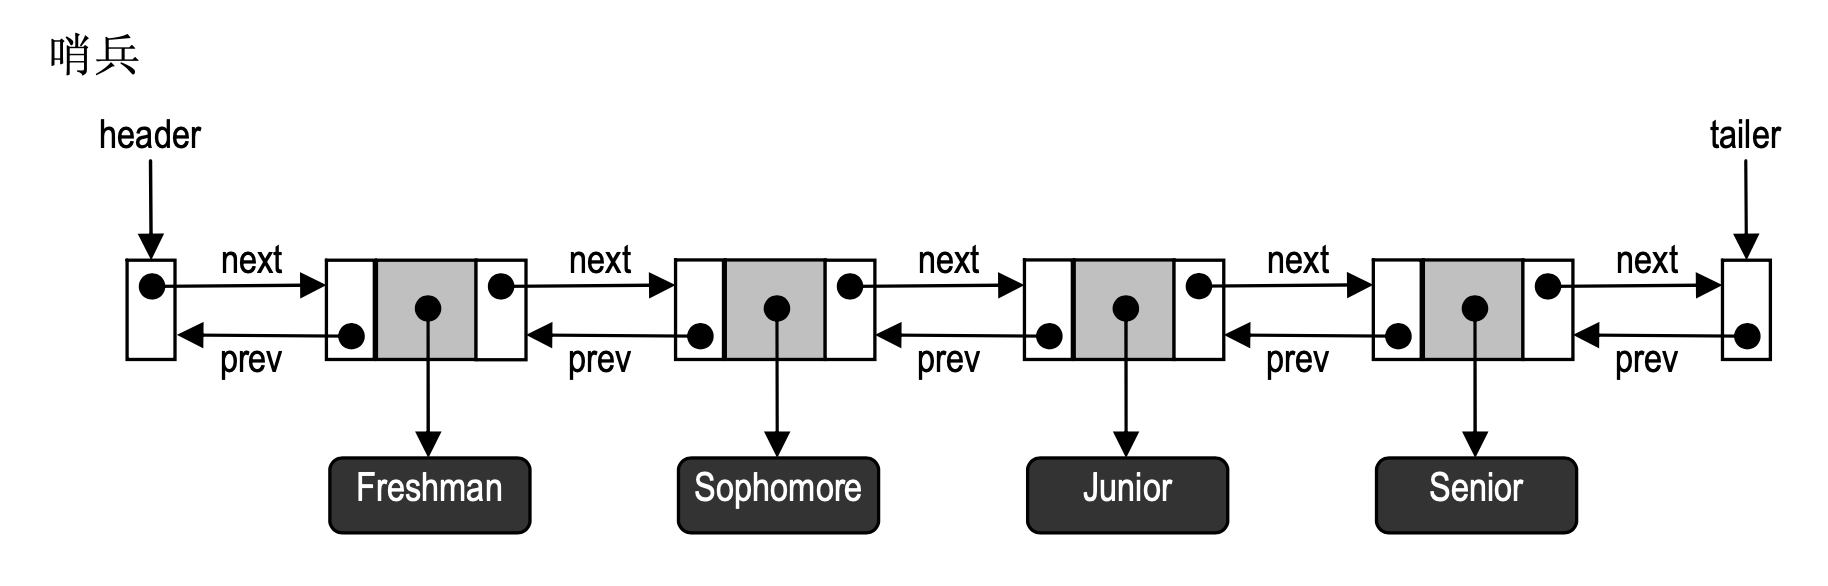 哨兵
header tailer
next next next next next
prev prev prev prev prev
Freshman Sophomore Junior Senior